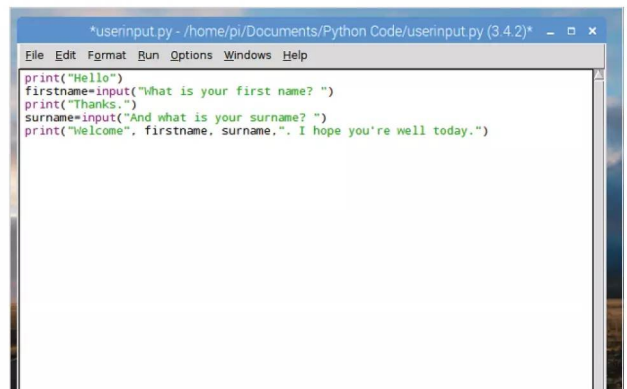 *userinput.py - /home/pi/Documents/Python Code/userinput.py (3.4.2)*
File Edit Format Run Options Windows Help
print("Hello")
firstname=input("What is your first name? ")
print("Thanks.")
surname=input("And what is your surname? ")
print("Welcome", firstname, surname,". I hope you're well today.")